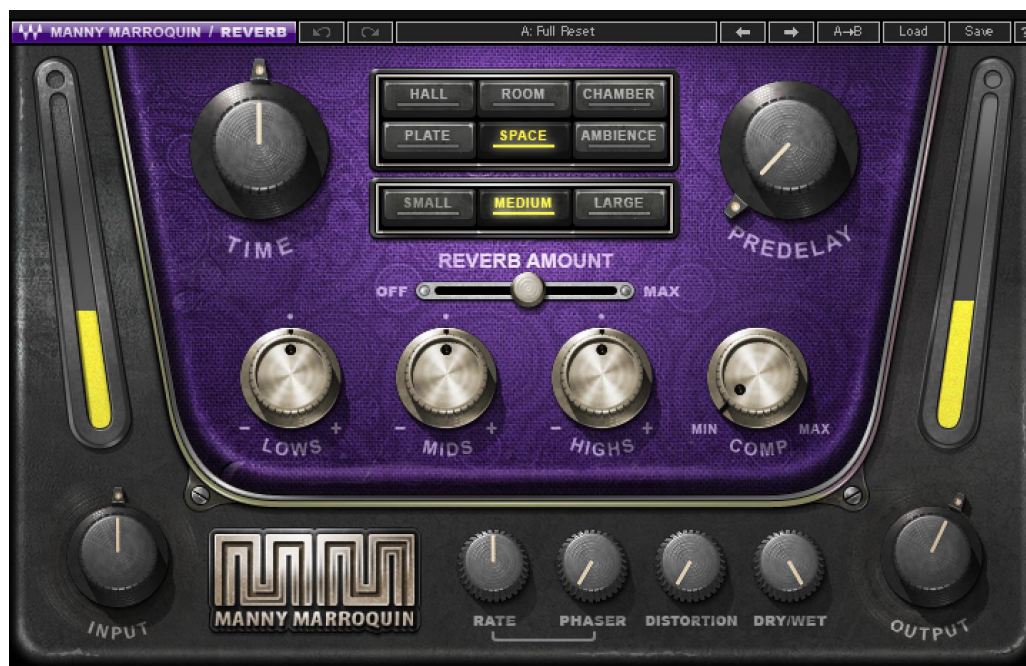 MANNY MARROQUIN / REVERB
A: Full Reset
A→B
Load
Save
?
HALL ROOM CHAMBER
PLATE SPACE AMBIENCE
SMALL MEDIUM LARGE
TIME
PREDELAY
REVERB AMOUNT
OFF MAX
- + - + - + MIN MAX
LOWS MIDS HIGHS COMP
INPUT
MANNY MARROQUIN
RATE PHASER DISTORTION DRY/WET
OUTPUT